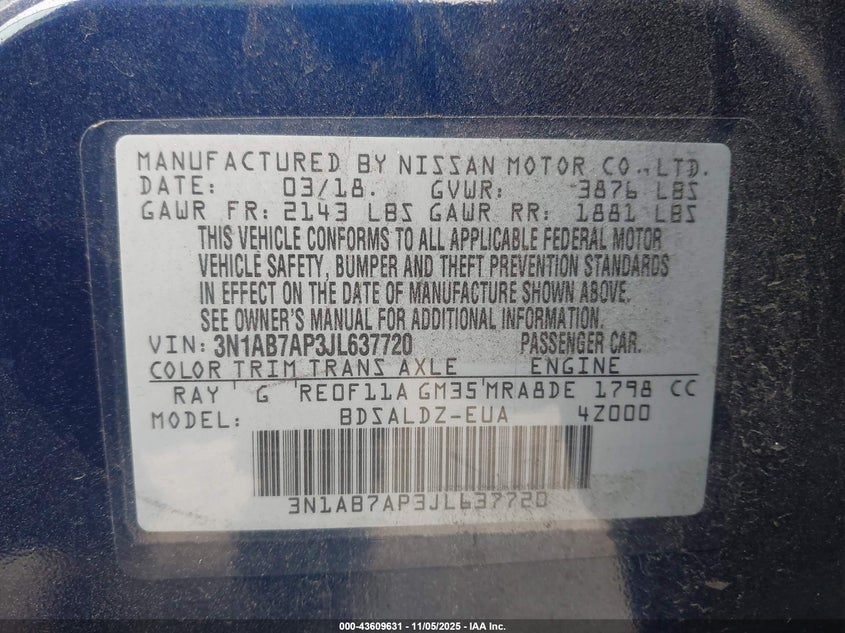 MANUFACTURED BY NISSAN MOTOR CO., LTD.
DATE: 03/18. GVWR: 3876 LBS
GAWR FR: 2143 LBS GAWR RR: 1881 LBS
THIS VEHICLE CONFORMS TO ALL APPLICABLE FEDERAL MOTOR
VEHICLE SAFETY, BUMPER AND THEFT PREVENTION STANDARDS
IN EFFECT ON THE DATE OF MANUFACTURE SHOWN ABOVE.
SEE OWNER'S MANUAL FOR ADDITIONAL INFORMATION.
VIN: 3N1AB7AP3JL637720 PASSENGER CAR.
COLOR TRIM TRANS AXLE ENGINE
RAY G RE0F11A GM35 MRA8DE 1798 CC
MODEL: BDSALDZ-EUA 4Z000
3N1AB7AP3JL637720
000-43609631 - 11/05/2025 - IAA Inc.